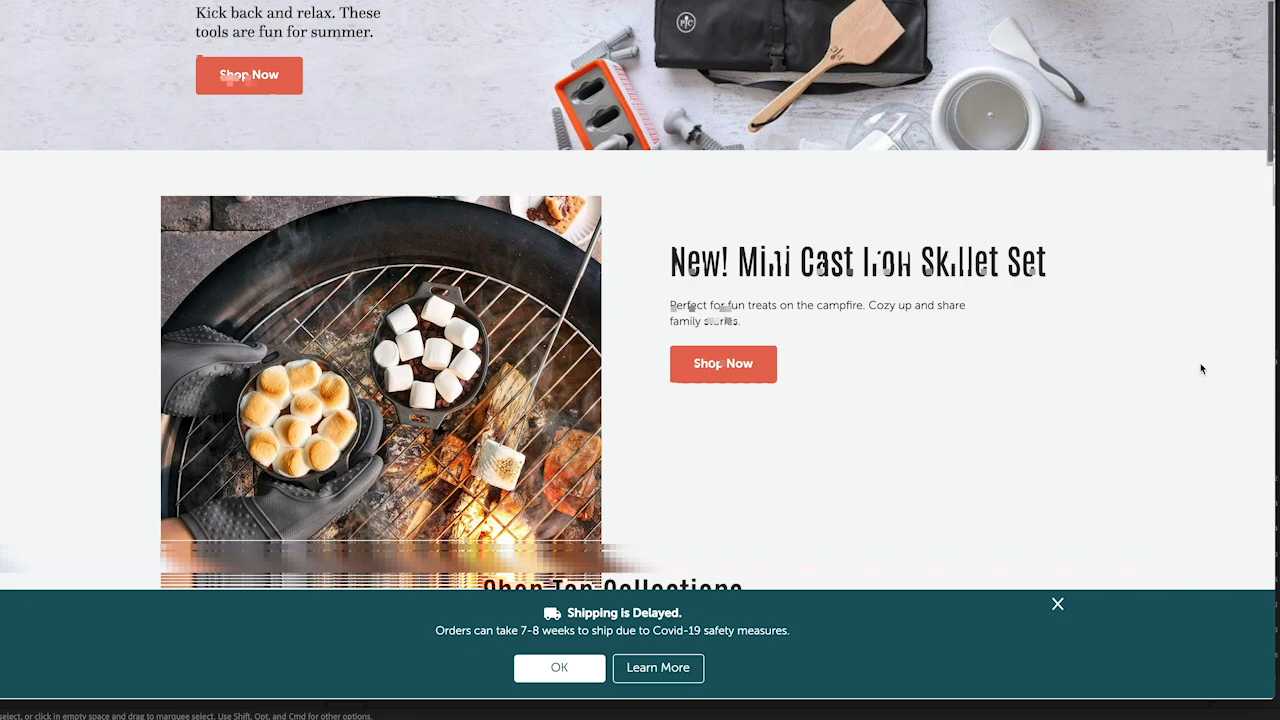 Kick back and relax. These
tools are fun for summer.
Shop Now
New! Mini Cast Iron Skillet Set
Perfect for fun treats on the campfire. Cozy up and share
family stories.
Shop Now
Shop Top Collections
Shipping is Delayed.
Orders can take 7-8 weeks to ship due to Covid-19 safety measures.
OK
Learn More
select, or click in empty space and drag to marquee select. Use Shift, Opt, and Cmd for other options.